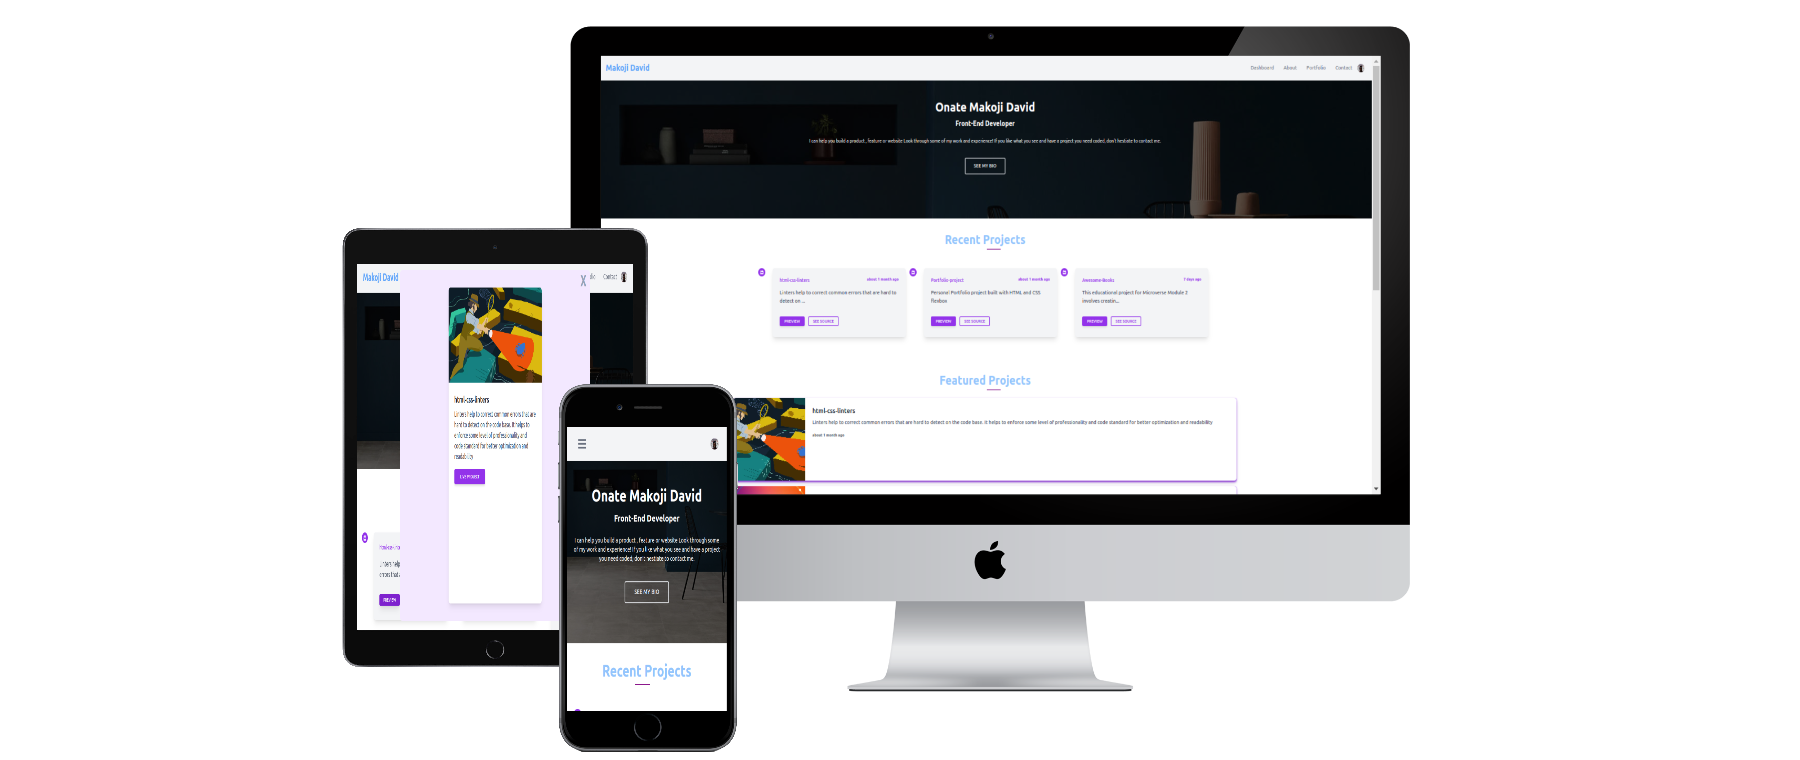 Makoji David
Dashboard About Portfolio Contact
Onate Makoji David
Front-End Developer
I can help you build a product , feature or website Look through some of my work and experience! If you like what you see and have a project you need coded, don't hestiate to contact me.
SEE MY BIO
Recent Projects
html-css-linters about 1 month ago
Linters help to correct common errors that are hard to
detect on ...
PREVIEW SEE SOURCE
Portfolio-project about 1 month ago
Personal Portfolio project built with HTML and CSS
flexbox
PREVIEW SEE SOURCE
Awesome-Books 7 days ago
This educational project for Microverse Module 2
involves creatin...
PREVIEW SEE SOURCE
Featured Projects
html-css-linters
Linters help to correct common errors that are hard to detect on the code base. It helps to enforce some level of professionality and code standard for better optimization and readability
about 1 month ago
Makoji David
X
Contact
html-css-linters
Linters help to correct common errors that are
hard to detect on the code base. It helps to
enforce some level of professionality and
code standard for better optimization and
readability
LIVE PROJECT
Linters help
errors that a
PREVIEW
Onate Makoji David
Front-End Developer
I can help you build a product , feature or website Look through some
of my work and experience! If you like what you see and have a project
you need coded, don't hestiate to contact me.
SEE MY BIO
Recent Projects